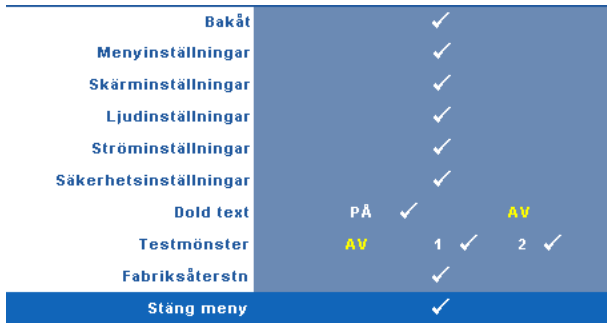 Bakåt ✓
Menyinställningar ✓
Skärminställningar ✓
Ljudinställningar ✓
Ströminställningar ✓
Säkerhetsinställningar ✓
Dold text PÅ ✓ AV
Testmönster AV 1 ✓ 2 ✓
Fabriksåterstn ✓
Stäng meny ✓